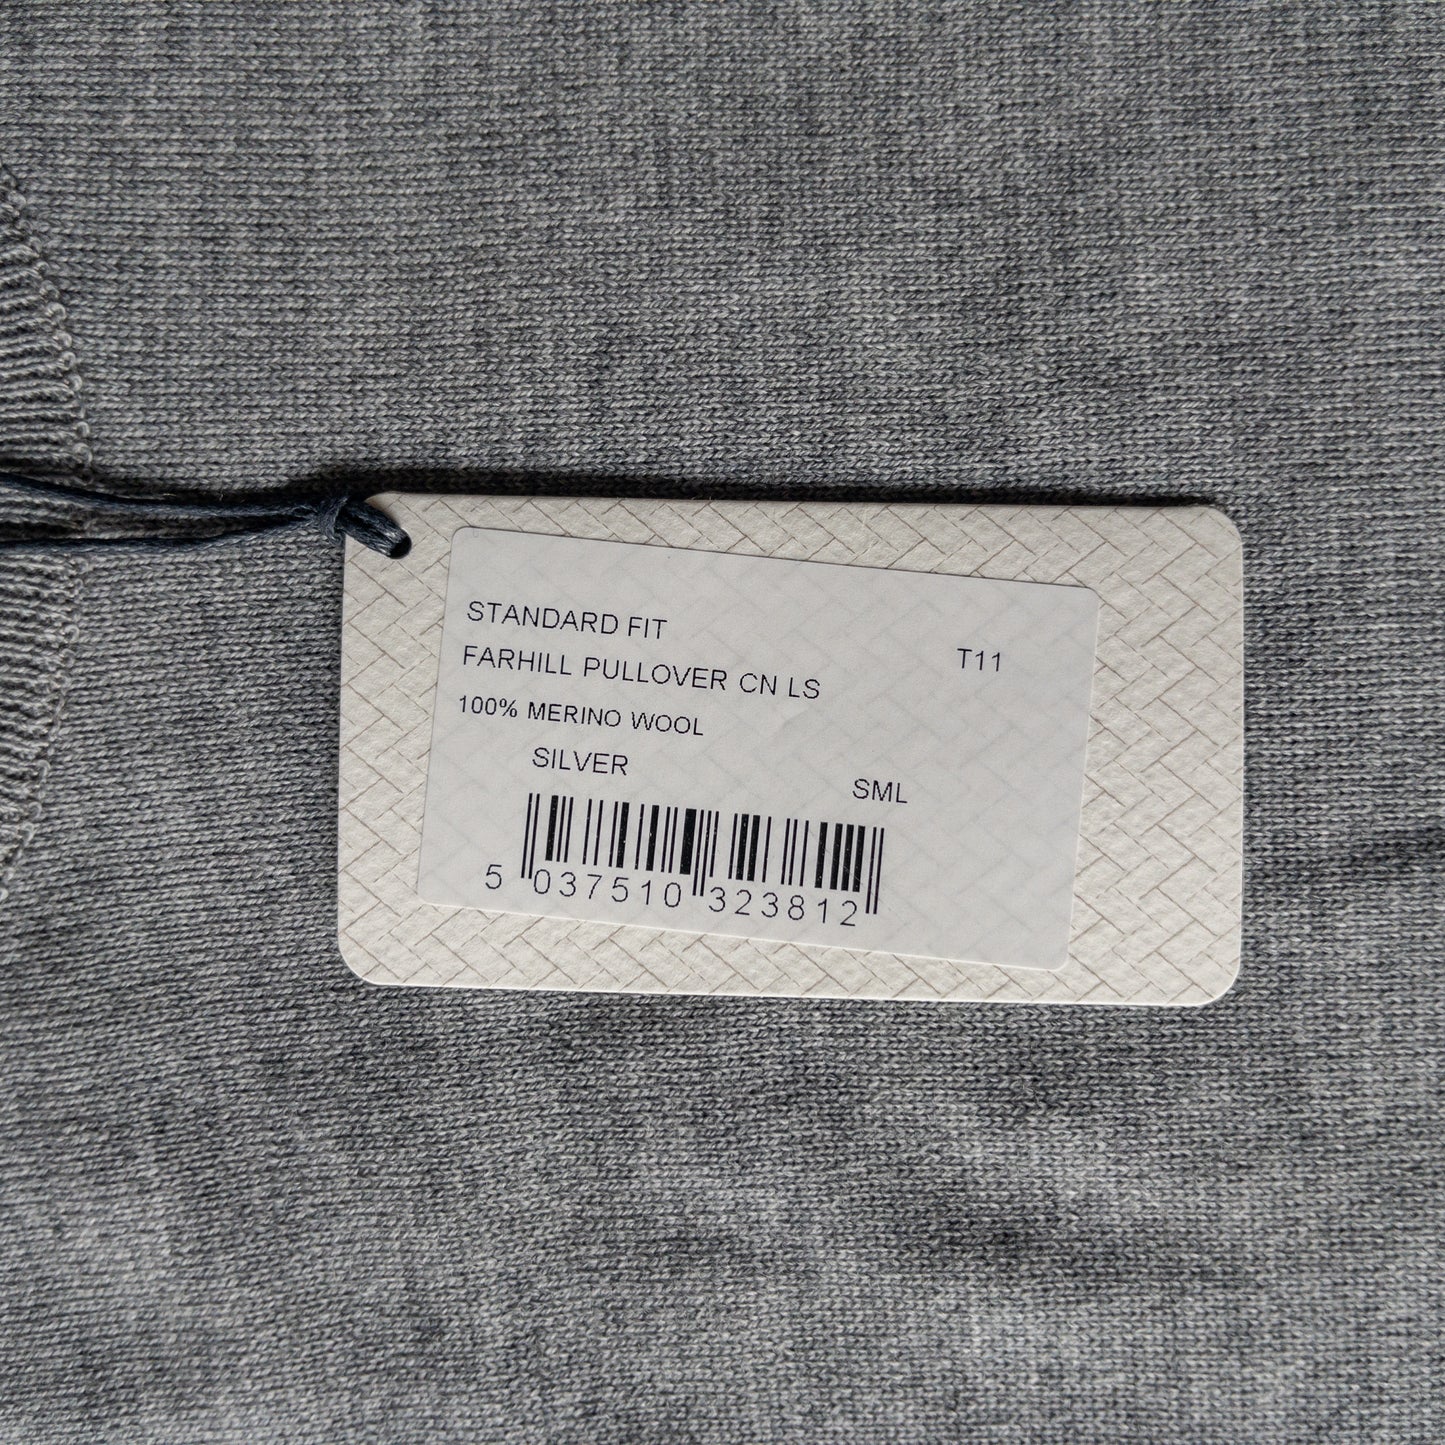 STANDARD FIT
T11
FARHILL PULLOVER CN LS
100% MERINO WOOL
SILVER
SML
5 037510 323812